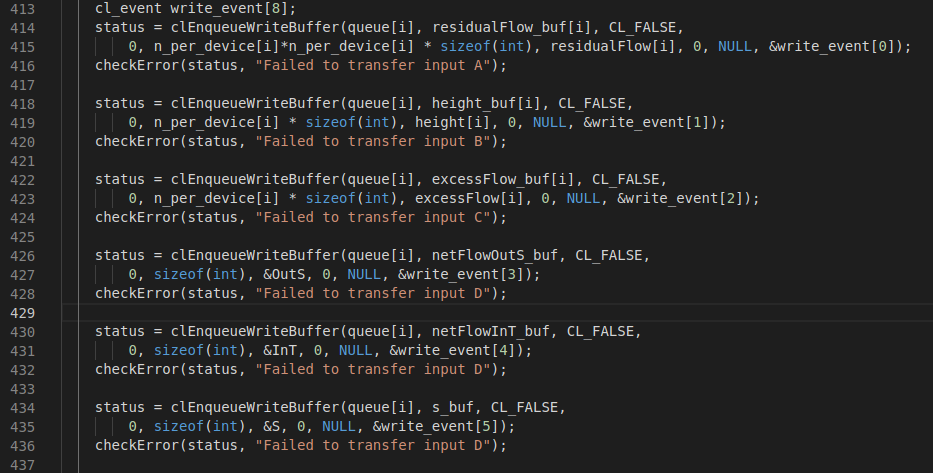 413 cl_event write_event[8];
414 status = clEnqueueWriteBuffer(queue[i], residualFlow_buf[i], CL_FALSE,
415 0, n_per_device[i]*n_per_device[i] * sizeof(int), residualFlow[i], 0, NULL, &write_event[0]);
416 checkError(status, "Failed to transfer input A");
417
418 status = clEnqueueWriteBuffer(queue[i], height_buf[i], CL_FALSE,
419 0, n_per_device[i] * sizeof(int), height[i], 0, NULL, &write_event[1]);
420 checkError(status, "Failed to transfer input B");
421
422 status = clEnqueueWriteBuffer(queue[i], excessFlow_buf[i], CL_FALSE,
423 0, n_per_device[i] * sizeof(int), excessFlow[i], 0, NULL, &write_event[2]);
424 checkError(status, "Failed to transfer input C");
425
426 status = clEnqueueWriteBuffer(queue[i], netFlowOutS_buf, CL_FALSE,
427 0, sizeof(int), &OutS, 0, NULL, &write_event[3]);
428 checkError(status, "Failed to transfer input D");
429
430 status = clEnqueueWriteBuffer(queue[i], netFlowInT_buf, CL_FALSE,
431 0, sizeof(int), &InT, 0, NULL, &write_event[4]);
432 checkError(status, "Failed to transfer input D");
433
434 status = clEnqueueWriteBuffer(queue[i], s_buf, CL_FALSE,
435 0, sizeof(int), &S, 0, NULL, &write_event[5]);
436 checkError(status, "Failed to transfer input D");
437